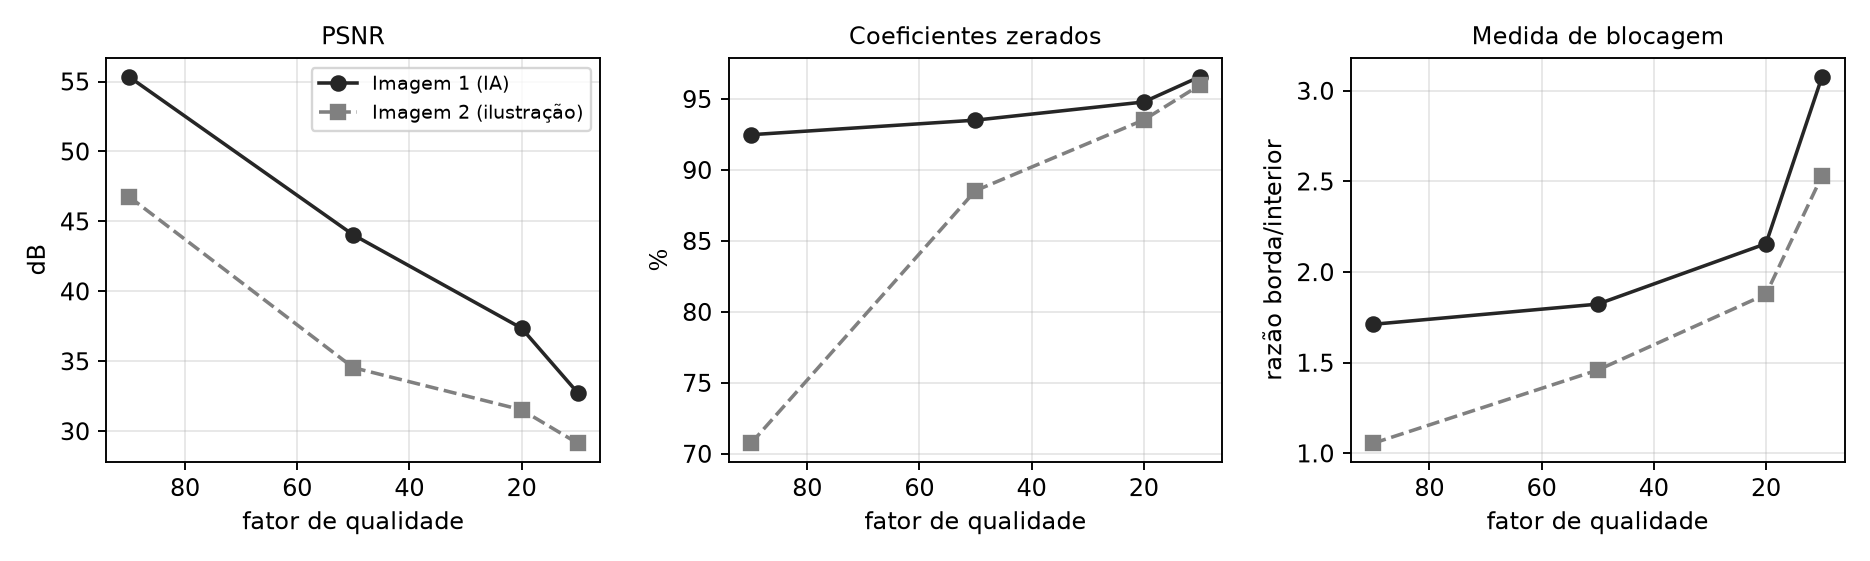 PSNR
55
50
45
40
35
30
dB
80 60 40 20
fator de qualidade
Imagem 1 (IA)
Imagem 2 (ilustração)
Coeficientes zerados
95
90
85
80
75
70
%
80 60 40 20
fator de qualidade
Medida de blocagem
3.0
2.5
2.0
1.5
1.0
razão borda/interior
80 60 40 20
fator de qualidade